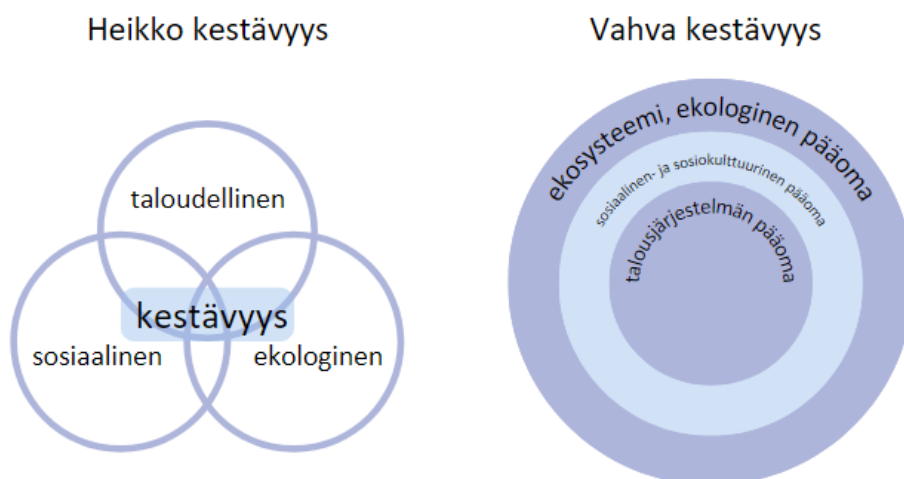 Heikko kestävyys
taloudellinen
kestävyys
sosiaalinen
ekologinen
Vahva kestävyys
ekosysteemi, ekologinen pääoma
sosiaalinen- ja sosiokulttuurinen pääoma
talousjärjestelmän pääoma